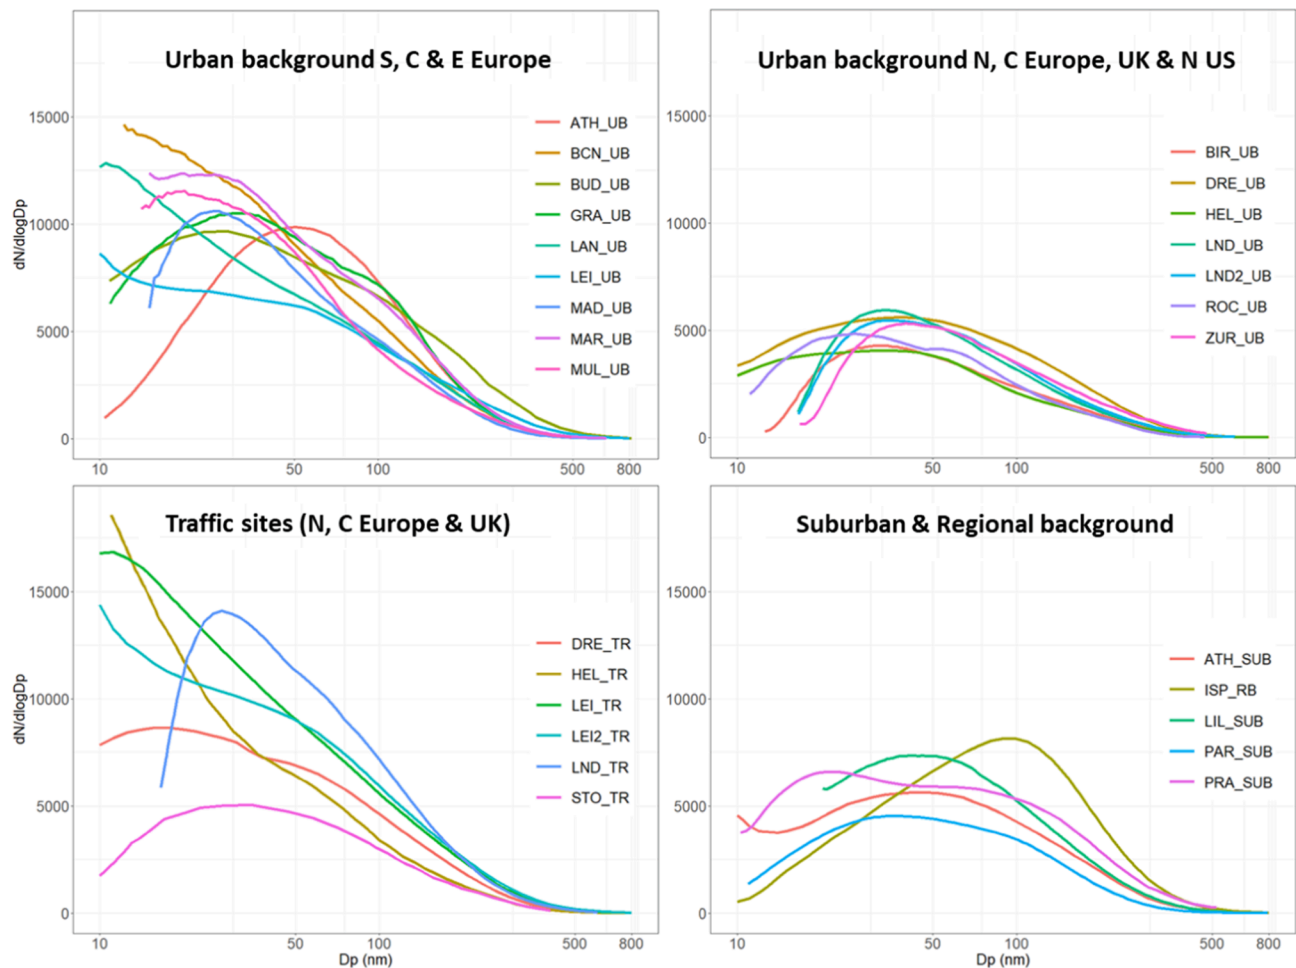 Urban background S, C & E Europe
15000
10000
5000
0
dN/dlogDp
10
50
100
500
800
ATH_UB
BCN_UB
BUD_UB
GRA_UB
LAN_UB
LEI_UB
MAD_UB
MAR_UB
MUL_UB
Urban background N, C Europe, UK & N US
15000
10000
5000
0
10
50
100
500
800
BIR_UB
DRE_UB
HEL_UB
LND_UB
LND2_UB
ROC_UB
ZUR_UB
Traffic sites (N, C Europe & UK)
15000
10000
5000
0
dN/dlogDp
10
50
100
500
800
Dp (nm)
DRE_TR
HEL_TR
LEI_TR
LEI2_TR
LND_TR
STO_TR
Suburban & Regional background
15000
10000
5000
0
10
50
100
500
800
Dp (nm)
ATH_SUB
ISP_RB
LIL_SUB
PAR_SUB
PRA_SUB